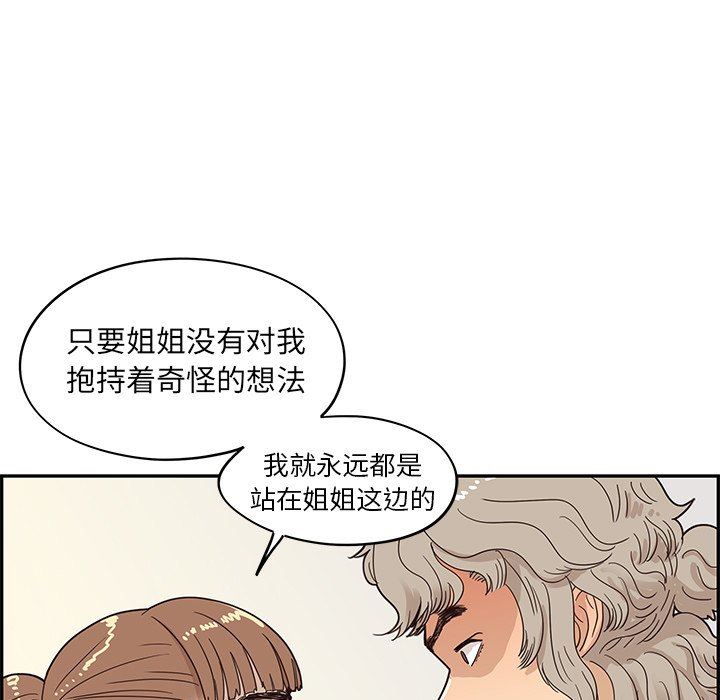 只要姐姐没有对我
抱持着奇怪的想法
我就永远都是
站在姐姐这边的